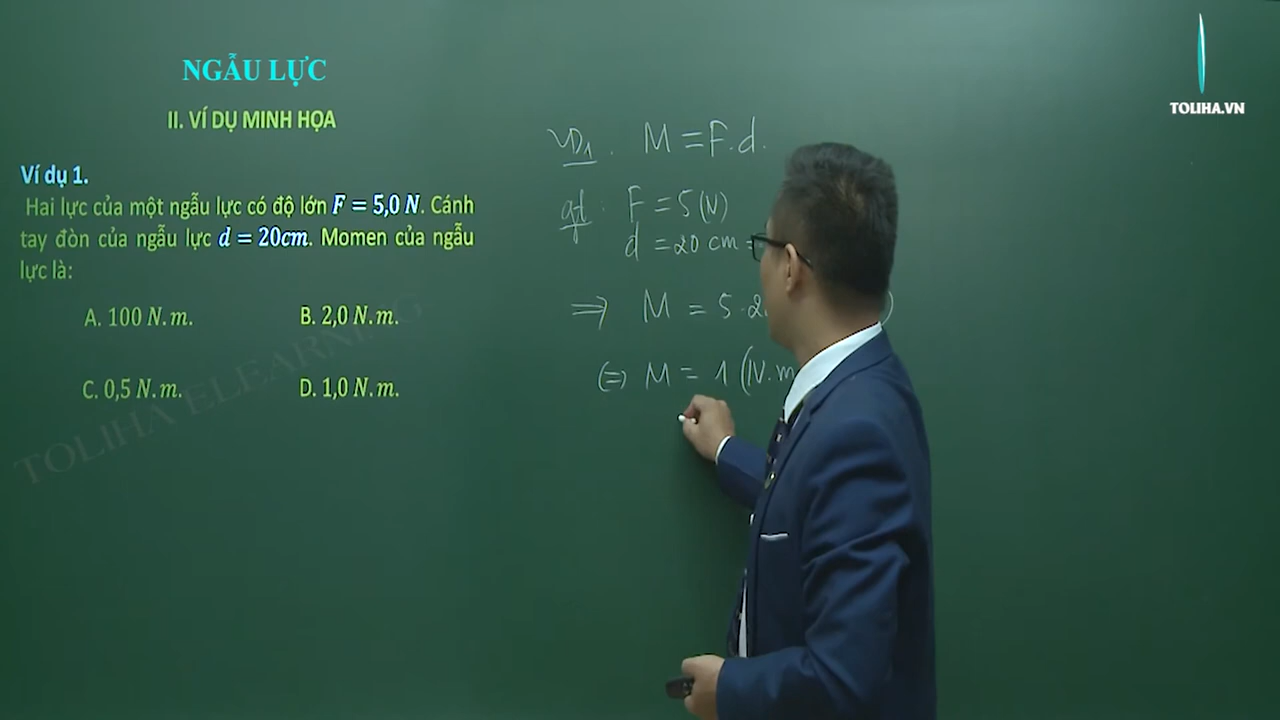 NGẪU LỰC
II. VÍ DỤ MINH HỌA
Ví dụ 1.
Hai lực của một ngẫu lực có độ lớn F = 5,0 N. Cánh
tay đòn của ngẫu lực d = 20cm. Momen của ngẫu
lực là:
A. 100 N.m.
B. 2,0 N.m.
C. 0,5 N.m.
D. 1,0 N.m.
TOLIHA ELEARNING
TOLIHA.VN
VD1. M = F.d.
gt: F = 5 (N)
d = 20 cm =
⇒ M = 5.2
⇔ M = 1 (N.m